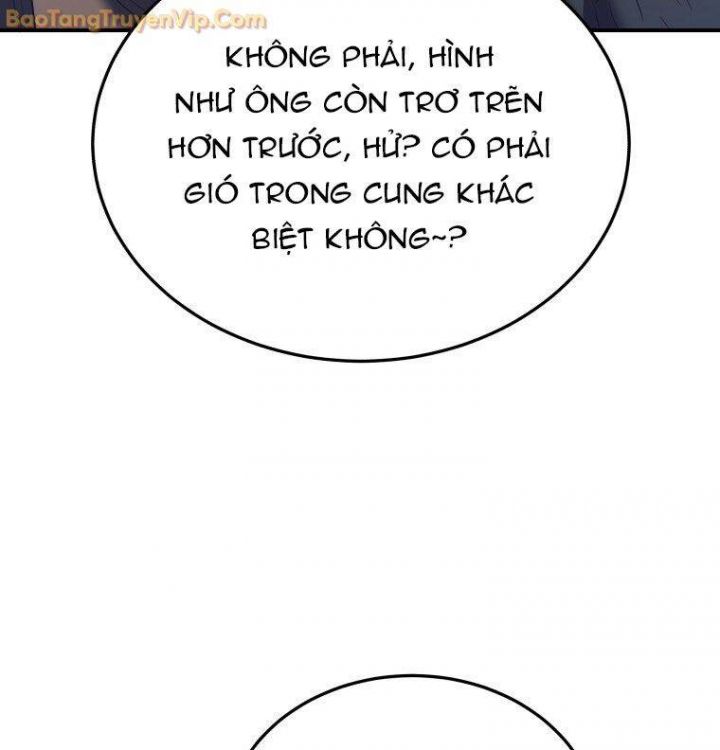 BaoTangTruyenVip.Com
KHÔNG PHẢI, HÌNH
NHƯ ÔNG CÒN TRƠ TRẼN
HƠN TRƯỚC, HỬ? CÓ PHẢI
GIÓ TRONG CUNG KHÁC
BIỆT KHÔNG~?